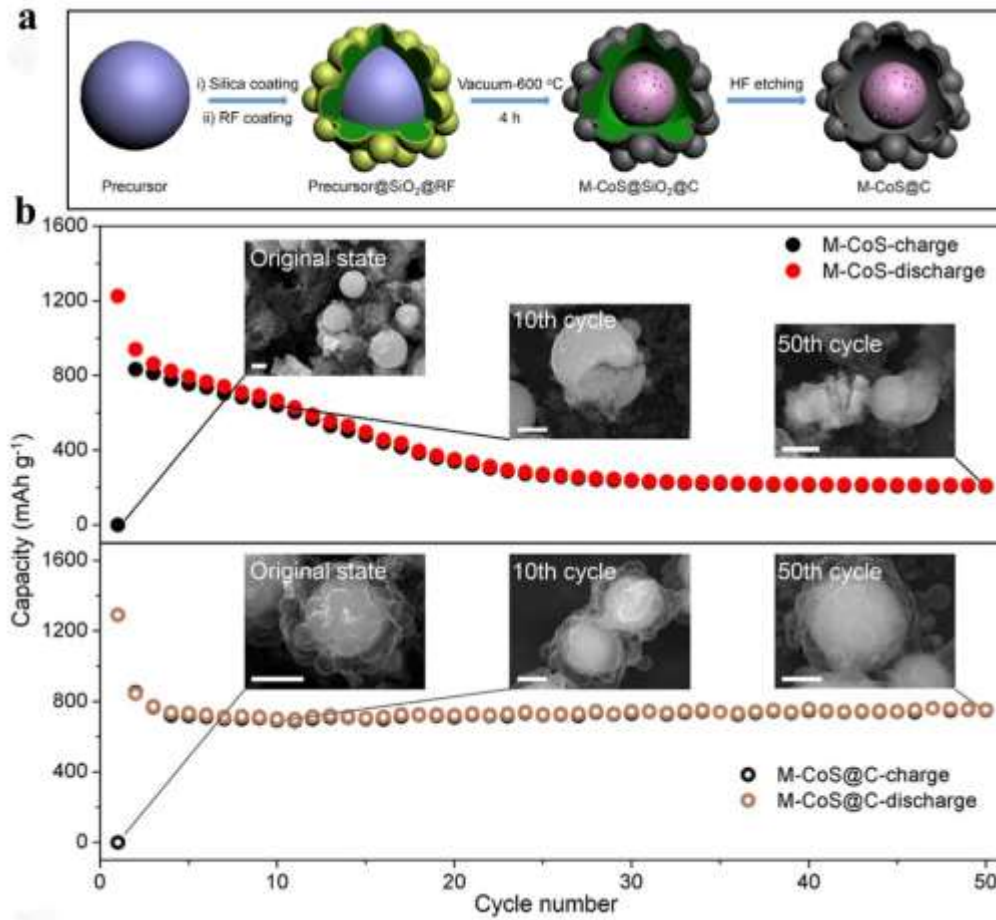 a
i) Silica coating
ii) RF coating
Vacuum-600 °C
4 h
HF etching
Precursor
Precursor@SiO₂@RF
M-CoS@SiO₂@C
M-CoS@C
b
1600
1200
800
400
0
Original state
10th cycle
50th cycle
M-CoS-charge
M-CoS-discharge
Capacity (mAh g⁻¹)
1600
1200
800
400
0
Original state
10th cycle
50th cycle
M-CoS@C-charge
M-CoS@C-discharge
0 10 20 30 40 50
Cycle number